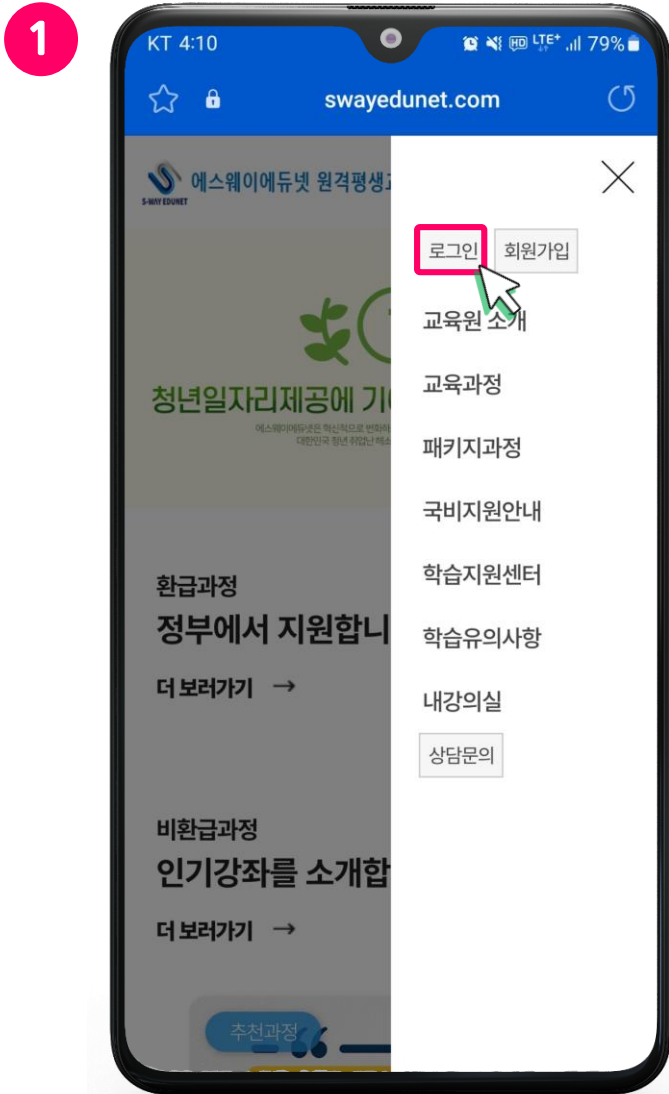 1
KT 4:10
HD LTE+ 79%
swayedunet.com
S-WAY EDUNET
에스웨이에듀넷 원격평생
로그인
회원가입
교육원 소개
교육과정
패키지과정
국비지원안내
학습지원센터
학습유의사항
내강의실
상담문의
청년일자리제공에
환급과정
정부에서 지원합니
더 보러가기 →
비환급과정
인기강좌를 소개합
더 보러가기 →
추천과정